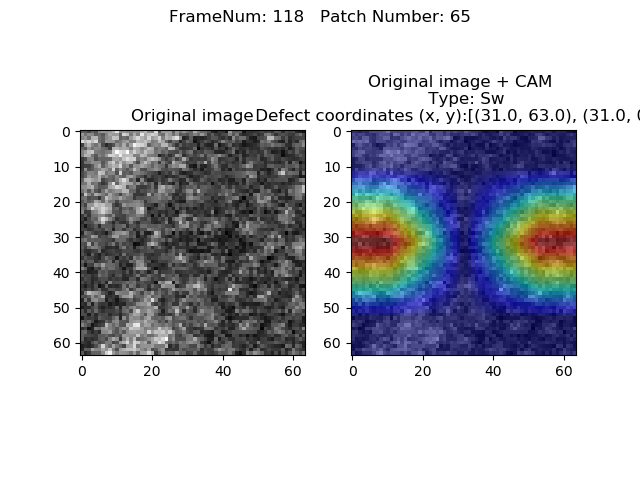 FrameNum: 118   Patch Number: 65
Original image + CAM
Type: Sw
Original image
Defect coordinates (x, y):[(31.0, 63.0), (31.0, 0
0
10
20
30
40
50
60
0 20 40 60
0
10
20
30
40
50
60
0 20 40 60